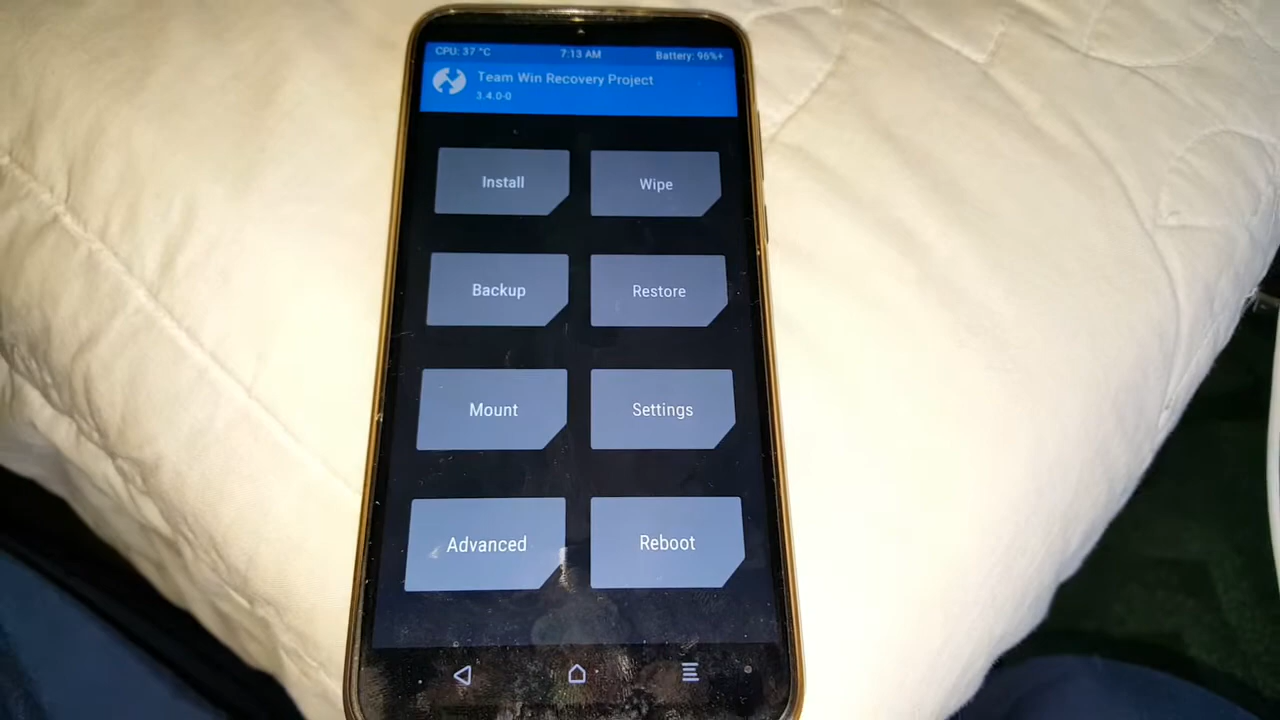 CPU: 37 °C 7:13 AM Battery: 96%+
Team Win Recovery Project
3.4.0-0
Install Wipe
Backup Restore
Mount Settings
Advanced Reboot